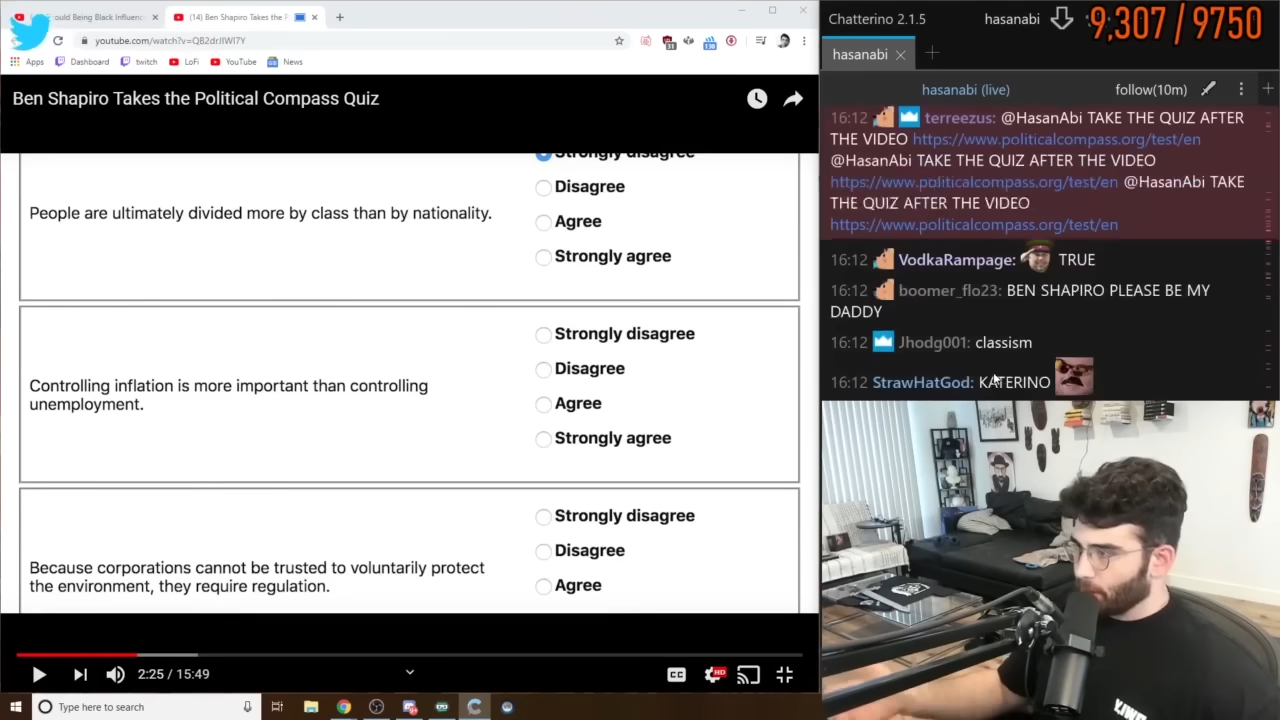 ould Being Black Influenc
(14) Ben Shapiro Takes the P
youtube.com/watch?v=QB2drJIWI7Y
Apps
Dashboard
twitch
LoFi
YouTube
News
Ben Shapiro Takes the Political Compass Quiz
Strongly disagree
Disagree
People are ultimately divided more by class than by nationality.
Agree
Strongly agree
Strongly disagree
Disagree
Controlling inflation is more important than controlling
unemployment.
Agree
Strongly agree
Strongly disagree
Disagree
Because corporations cannot be trusted to voluntarily protect
the environment, they require regulation.
Agree
2:25 / 15:49
CC
HD
Type here to search
Chatterino 2.1.5
hasanabi
9,307 / 9750
hasanabi
hasanabi (live)
follow(10m)
16:12 terreezus: @HasanAbi TAKE THE QUIZ AFTER
THE VIDEO https://www.politicalcompass.org/test/en
@HasanAbi TAKE THE QUIZ AFTER THE VIDEO
https://www.politicalcompass.org/test/en @HasanAbi TAKE
THE QUIZ AFTER THE VIDEO
https://www.politicalcompass.org/test/en
16:12 VodkaRampage: TRUE
16:12 boomer_flo23: BEN SHAPIRO PLEASE BE MY
DADDY
16:12 Jhodg001: classism
16:12 StrawHatGod: KATERINO